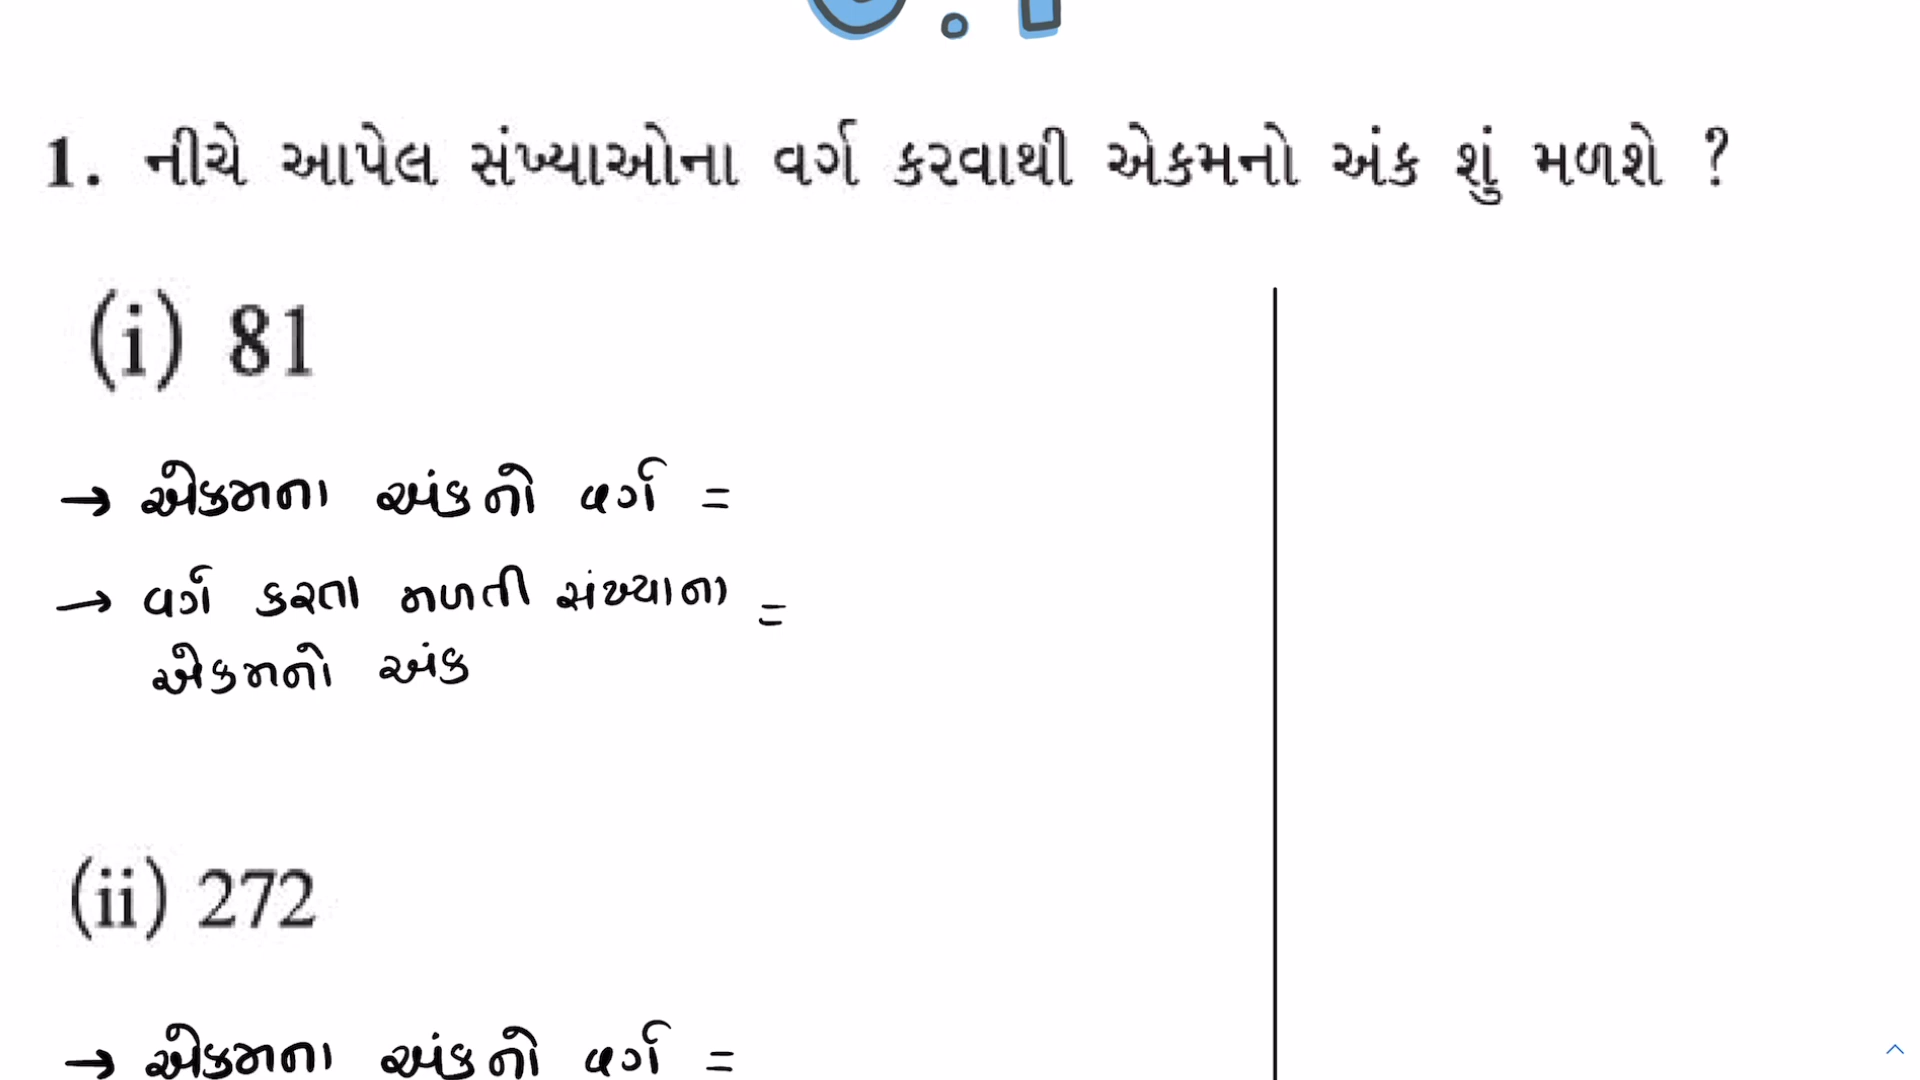 1. નીચે આપેલ સંખ્યાઓના વર્ગ કરવાથી એકમનો અંક શું મળશે ?
(i) 81
→ એકમના અંકનો વર્ગ =
→ વર્ગ કરતા મળતી સંખ્યાના =
એકમનો અંક
(ii) 272
→ એકમના અંકનો વર્ગ =